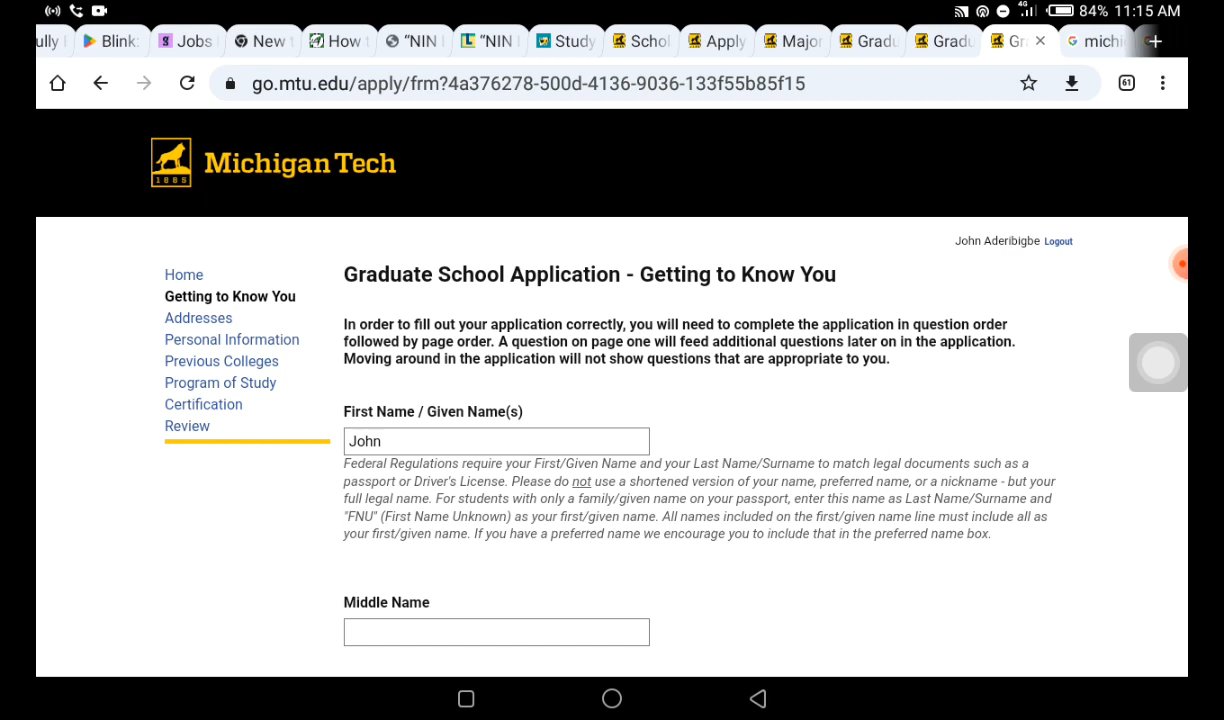 4G 84% 11:15 AM
ully Blink: Jobs New How "NIN "NIN Study Schol Apply Major Gradu Gradu Gr × michi +
go.mtu.edu/apply/frm?4a376278-500d-4136-9036-133f55b85f15 61
1885 Michigan Tech
John Aderibigbe Logout
Home
Getting to Know You
Addresses
Personal Information
Previous Colleges
Program of Study
Certification
Review
Graduate School Application - Getting to Know You
In order to fill out your application correctly, you will need to complete the application in question order
followed by page order. A question on page one will feed additional questions later on in the application.
Moving around in the application will not show questions that are appropriate to you.
First Name / Given Name(s)
John
Federal Regulations require your First/Given Name and your Last Name/Surname to match legal documents such as a
passport or Driver's License. Please do not use a shortened version of your name, preferred name, or a nickname - but your
full legal name. For students with only a family/given name on your passport, enter this name as Last Name/Surname and
"FNU" (First Name Unknown) as your first/given name. All names included on the first/given name line must include all as
your first/given name. If you have a preferred name we encourage you to include that in the preferred name box.
Middle Name